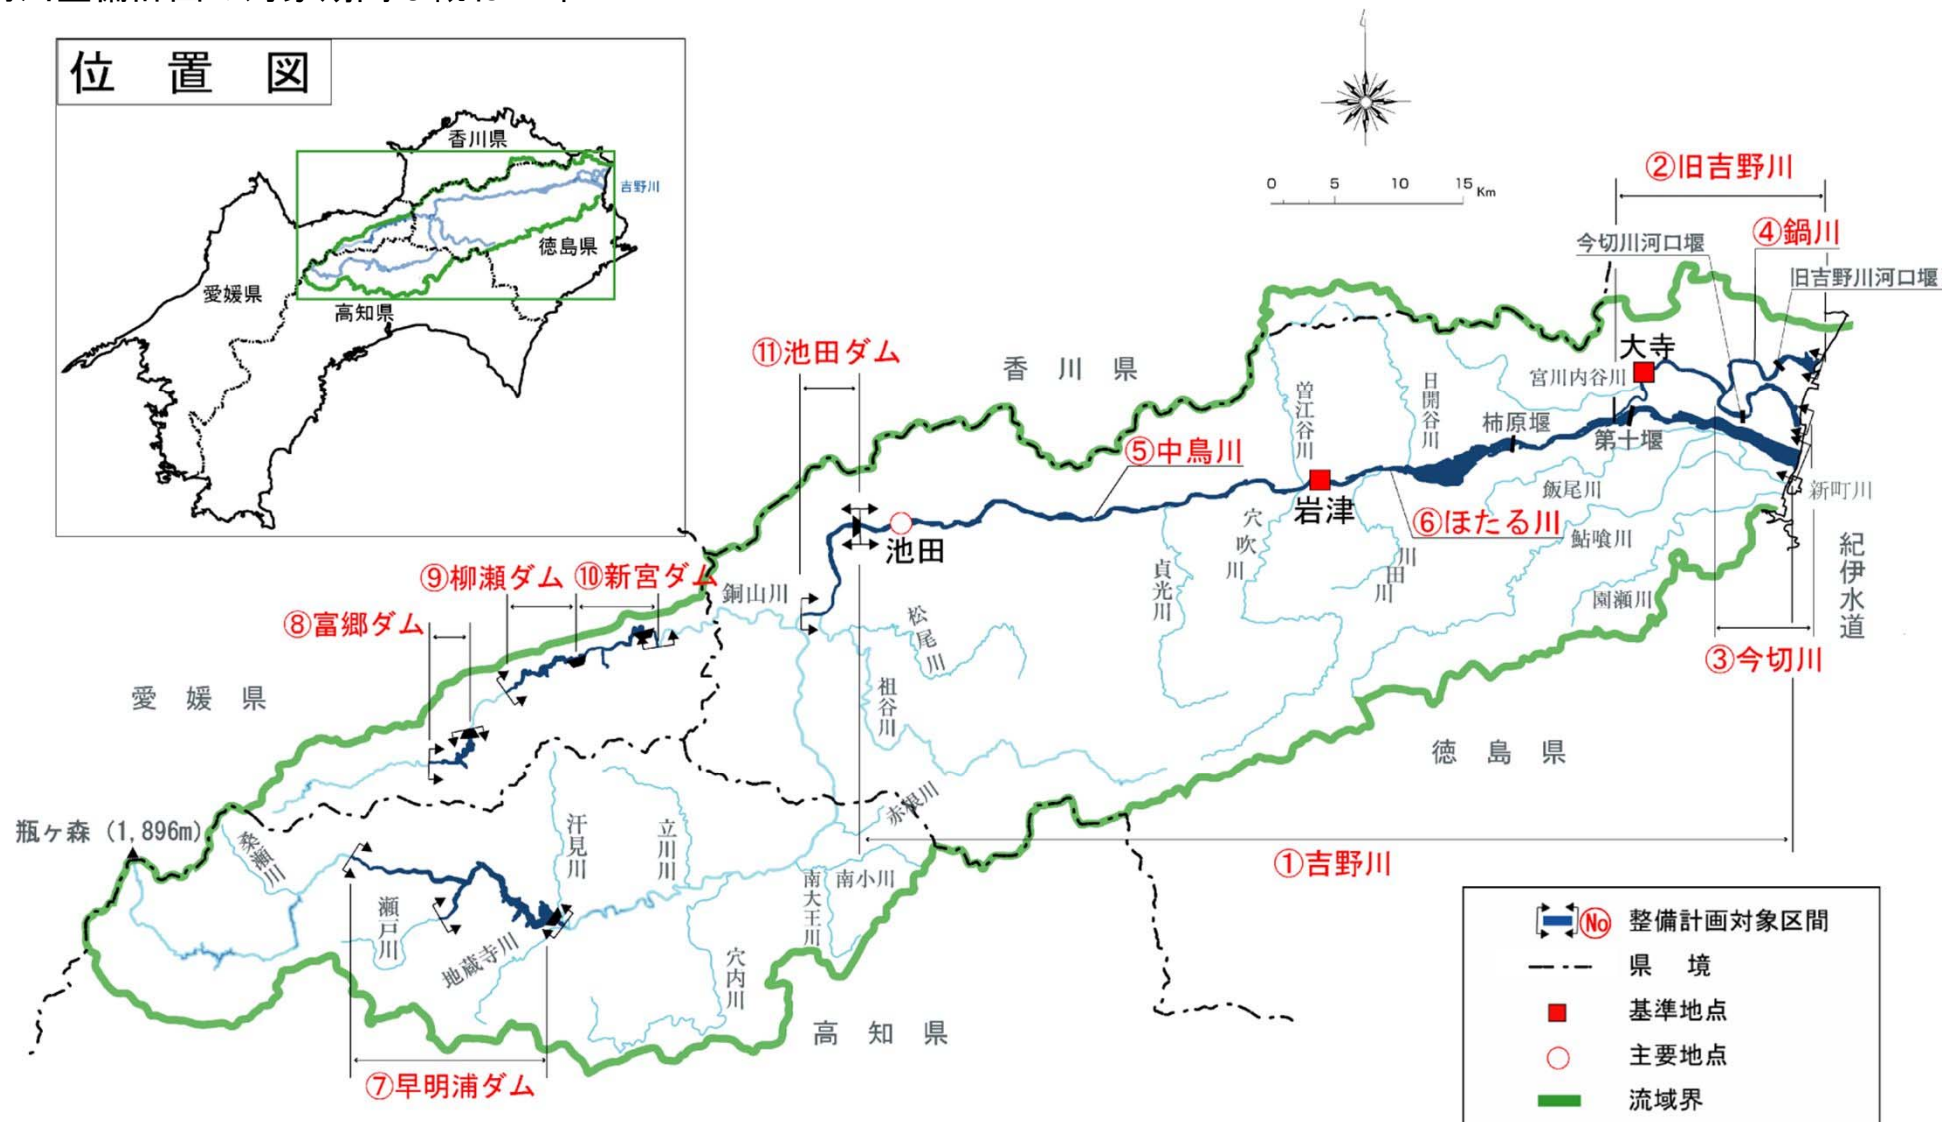 位 置 図
香川県
吉野川
徳島県
愛媛県
高知県
0 5 10 15 Km
②旧吉野川
今切川河口堰
④鍋川
旧吉野川河口堰
⑪池田ダム
香 川 県
大寺
宮川内谷川
曽江谷川
日開谷川
柿原堰
第十堰
⑤中鳥川
岩津
飯尾川
新町川
⑥ほたる川
池田
穴吹川
鮎喰川
紀伊水道
川田川
貞光川
⑨柳瀬ダム
⑩新宮ダム
銅山川
松尾川
園瀬川
⑧富郷ダム
③今切川
愛 媛 県
祖谷川
徳 島 県
赤根川
瓶ヶ森（1,896m）
桑瀬川
汗見川
立川川
①吉野川
南小川
南大王川
瀬戸川
地蔵寺川
穴内川
高 知 県
⑦早明浦ダム
No 整備計画対象区間
県 境
基準地点
主要地点
流域界